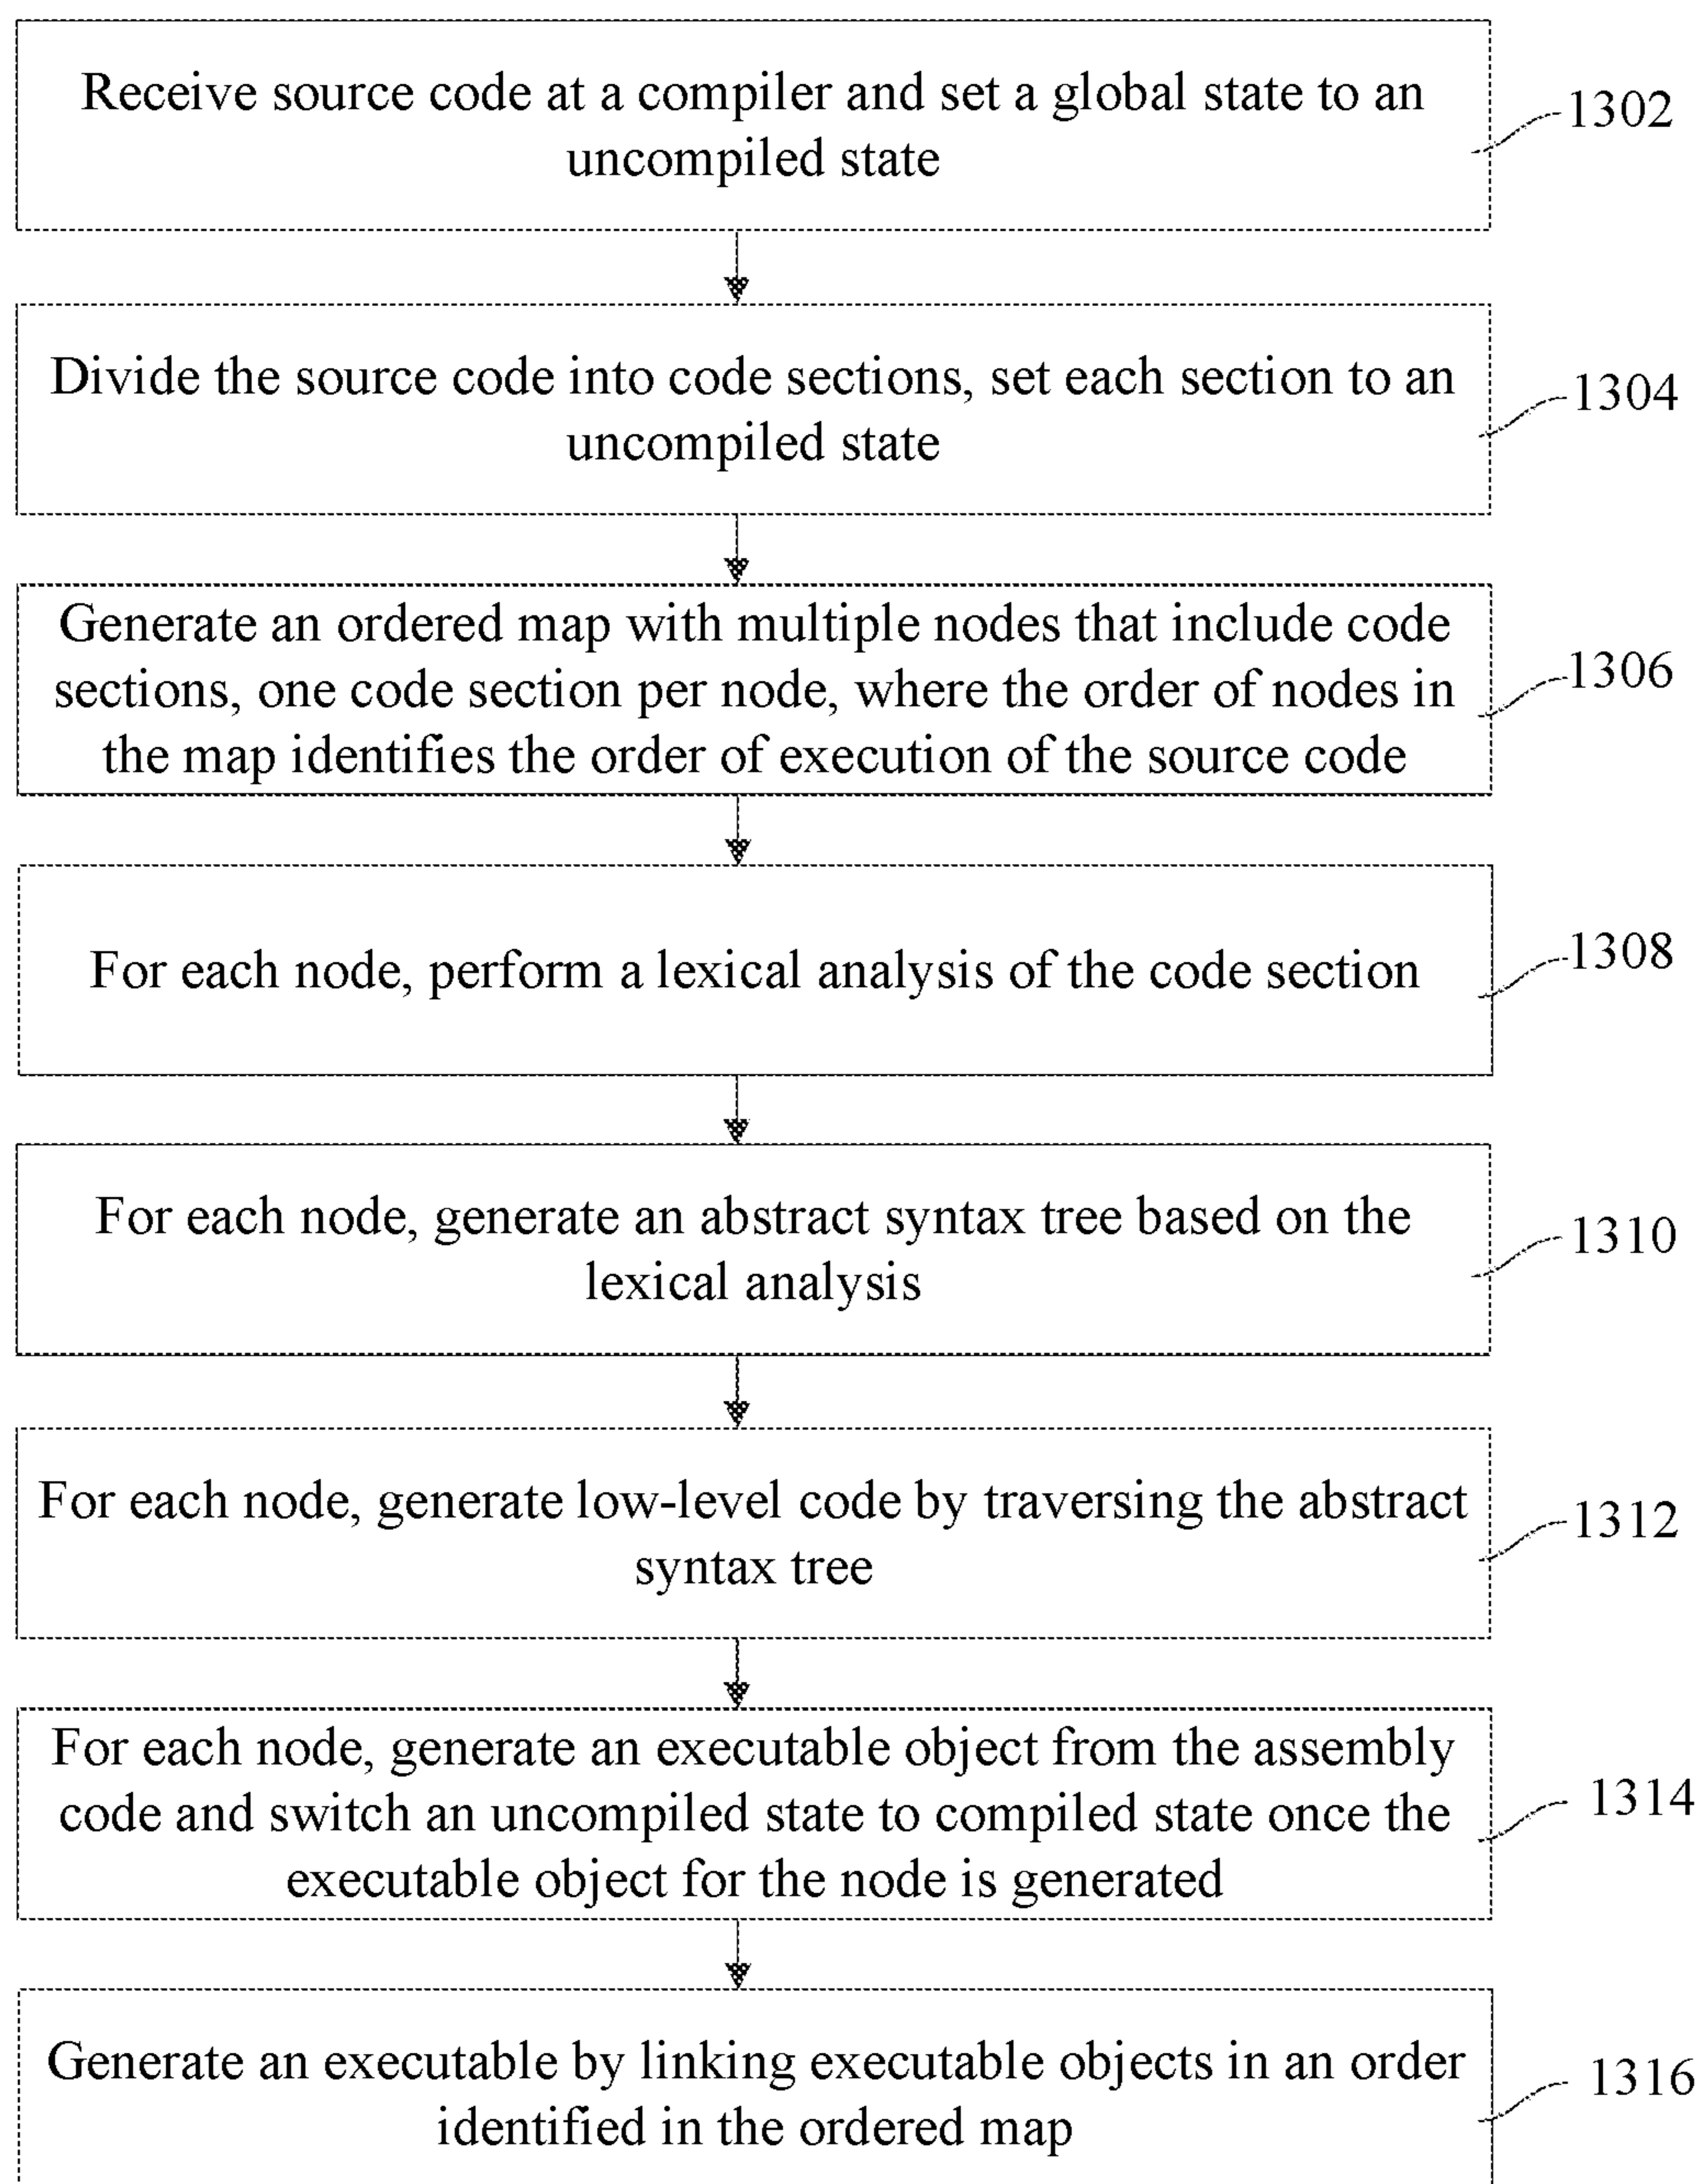 Receive source code at a compiler and set a global state to an
uncompiled state
1302
Divide the source code into code sections, set each section to an
uncompiled state
1304
Generate an ordered map with multiple nodes that include code
sections, one code section per node, where the order of nodes in
the map identifies the order of execution of the source code
1306
For each node, perform a lexical analysis of the code section
1308
For each node, generate an abstract syntax tree based on the
lexical analysis
1310
For each node, generate low-level code by traversing the abstract
syntax tree
1312
For each node, generate an executable object from the assembly
code and switch an uncompiled state to compiled state once the
executable object for the node is generated
1314
Generate an executable by linking executable objects in an order
identified in the ordered map
1316